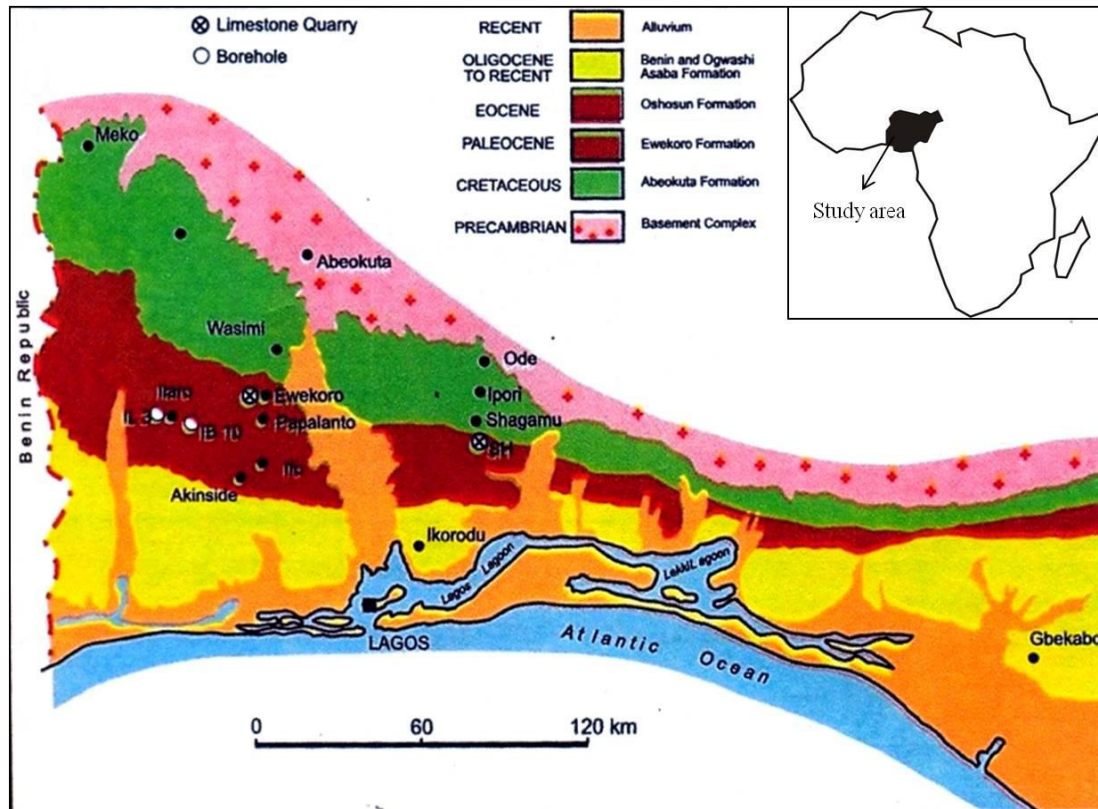 Limestone Quarry
Borehole
RECENT
Alluvium
OLIGOCENE
TO RECENT
Benin and Ogwashi
Asaba Formation
EOCENE
Oshosun Formation
PALEOCENE
Ewekoro Formation
CRETACEOUS
Abeokuta Formation
PRECAMBRIAN
Basement Complex
Study area
Meko
Abeokuta
Benin Republic
Wasimi
Ode
Ilaro
Ewekoro
Ipori
IL 3
IB 10
Papalanto
Shagamu
SH
Ifo
Akinside
Ikorodu
Lagos Lagoon
Lekki Lagoon
LAGOS
Atlantic Ocean
Gbekabo
0 60 120 km